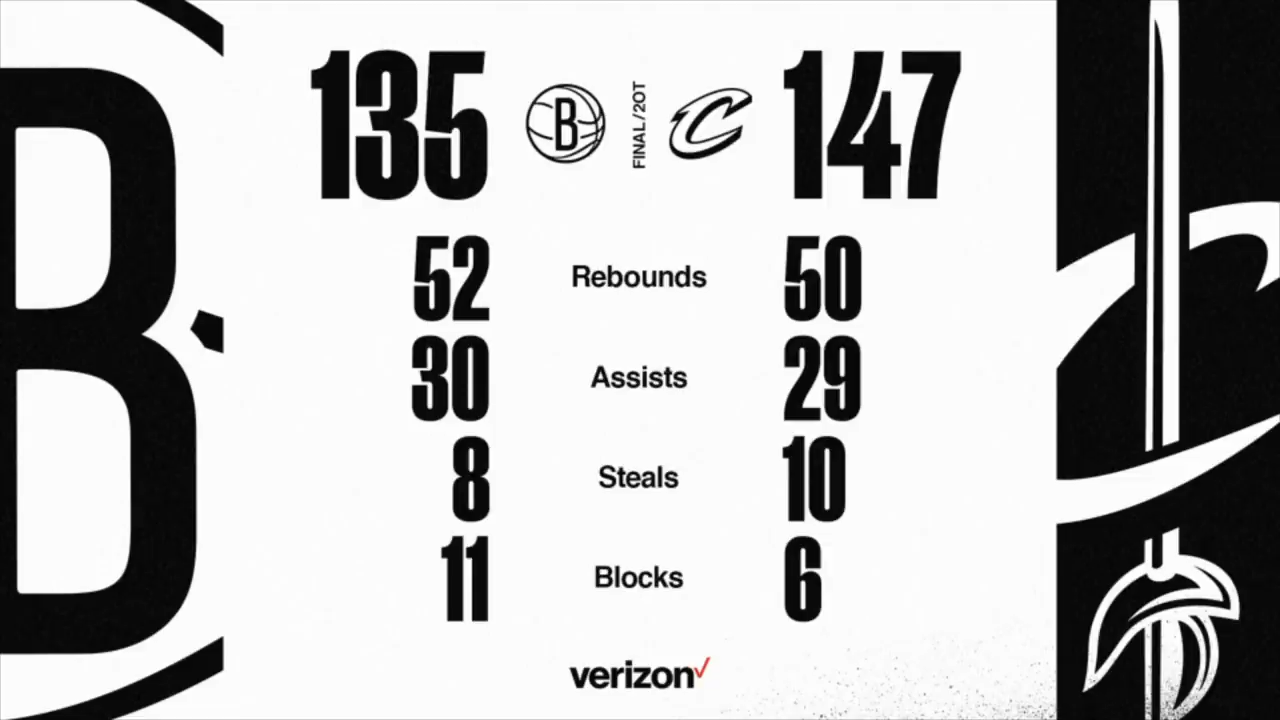 B
135 B FINAL/2OT C 147
52 Rebounds 50
30 Assists 29
8 Steals 10
11 Blocks 6
verizon✓